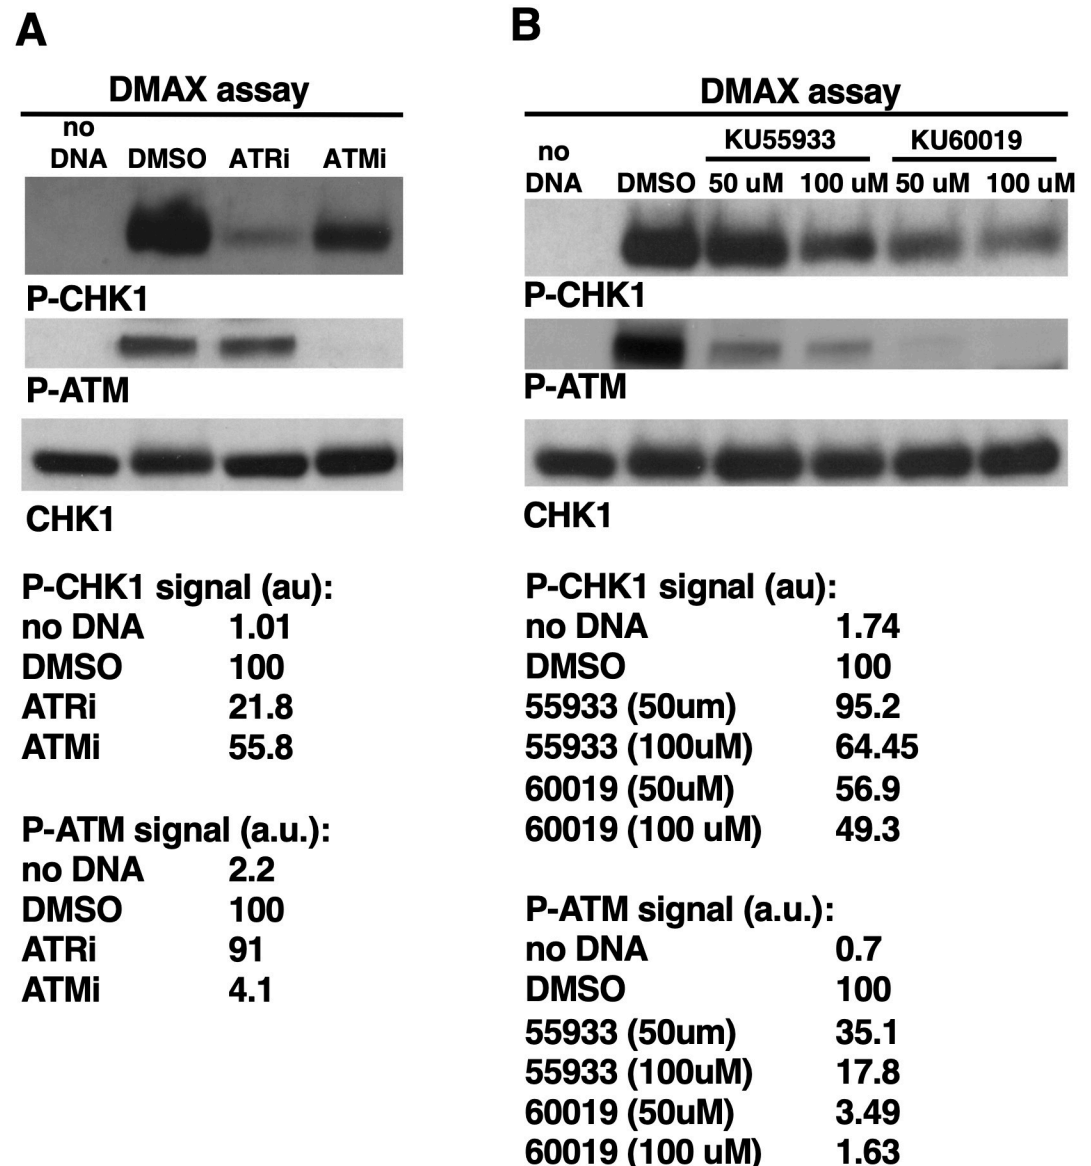 A
DMAX assay
no
DNA DMSO ATRi ATMi
P-CHK1
P-ATM
CHK1
P-CHK1 signal (au):
no DNA 1.01
DMSO 100
ATRi 21.8
ATMi 55.8
P-ATM signal (a.u.):
no DNA 2.2
DMSO 100
ATRi 91
ATMi 4.1
B
DMAX assay
KU55933 KU60019
no
DNA DMSO 50 uM 100 uM 50 uM 100 uM
P-CHK1
P-ATM
CHK1
P-CHK1 signal (au):
no DNA 1.74
DMSO 100
55933 (50um) 95.2
55933 (100uM) 64.45
60019 (50uM) 56.9
60019 (100 uM) 49.3
P-ATM signal (a.u.):
no DNA 0.7
DMSO 100
55933 (50um) 35.1
55933 (100uM) 17.8
60019 (50uM) 3.49
60019 (100 uM) 1.63